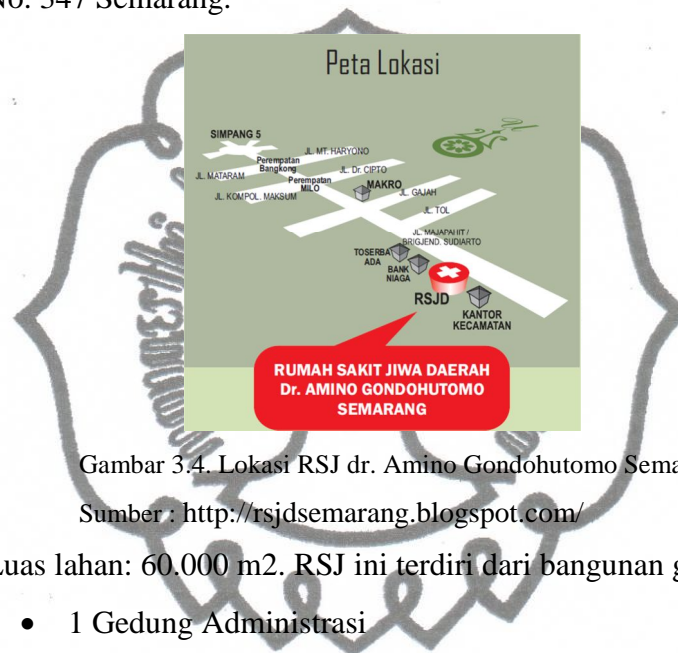 No. 347 Semarang.
Peta Lokasi
SIMPANG 5
JL. MT. HARYONO
Perempatan
Bangkong
JL. Dr. CIPTO
JL. MATARAM
Perempatan
MILO
MAKRO
JL. GAJAH
JL. KOMPOL. MAKSUM
JL. TOL
JL. MAJAPAHIT /
BRIGJEND. SUDIARTO
TOSERBA
ADA
BANK
NIAGA
RSJD
KANTOR
KECAMATAN
RUMAH SAKIT JIWA DAERAH
Dr. AMINO GONDOHUTOMO
SEMARANG
Gambar 3.4. Lokasi RSJ dr. Amino Gondohutomo Sema
Sumber : http://rsjdsemarang.blogspot.com/
Luas lahan: 60.000 m2. RSJ ini terdiri dari bangunan g
• 1 Gedung Administrasi